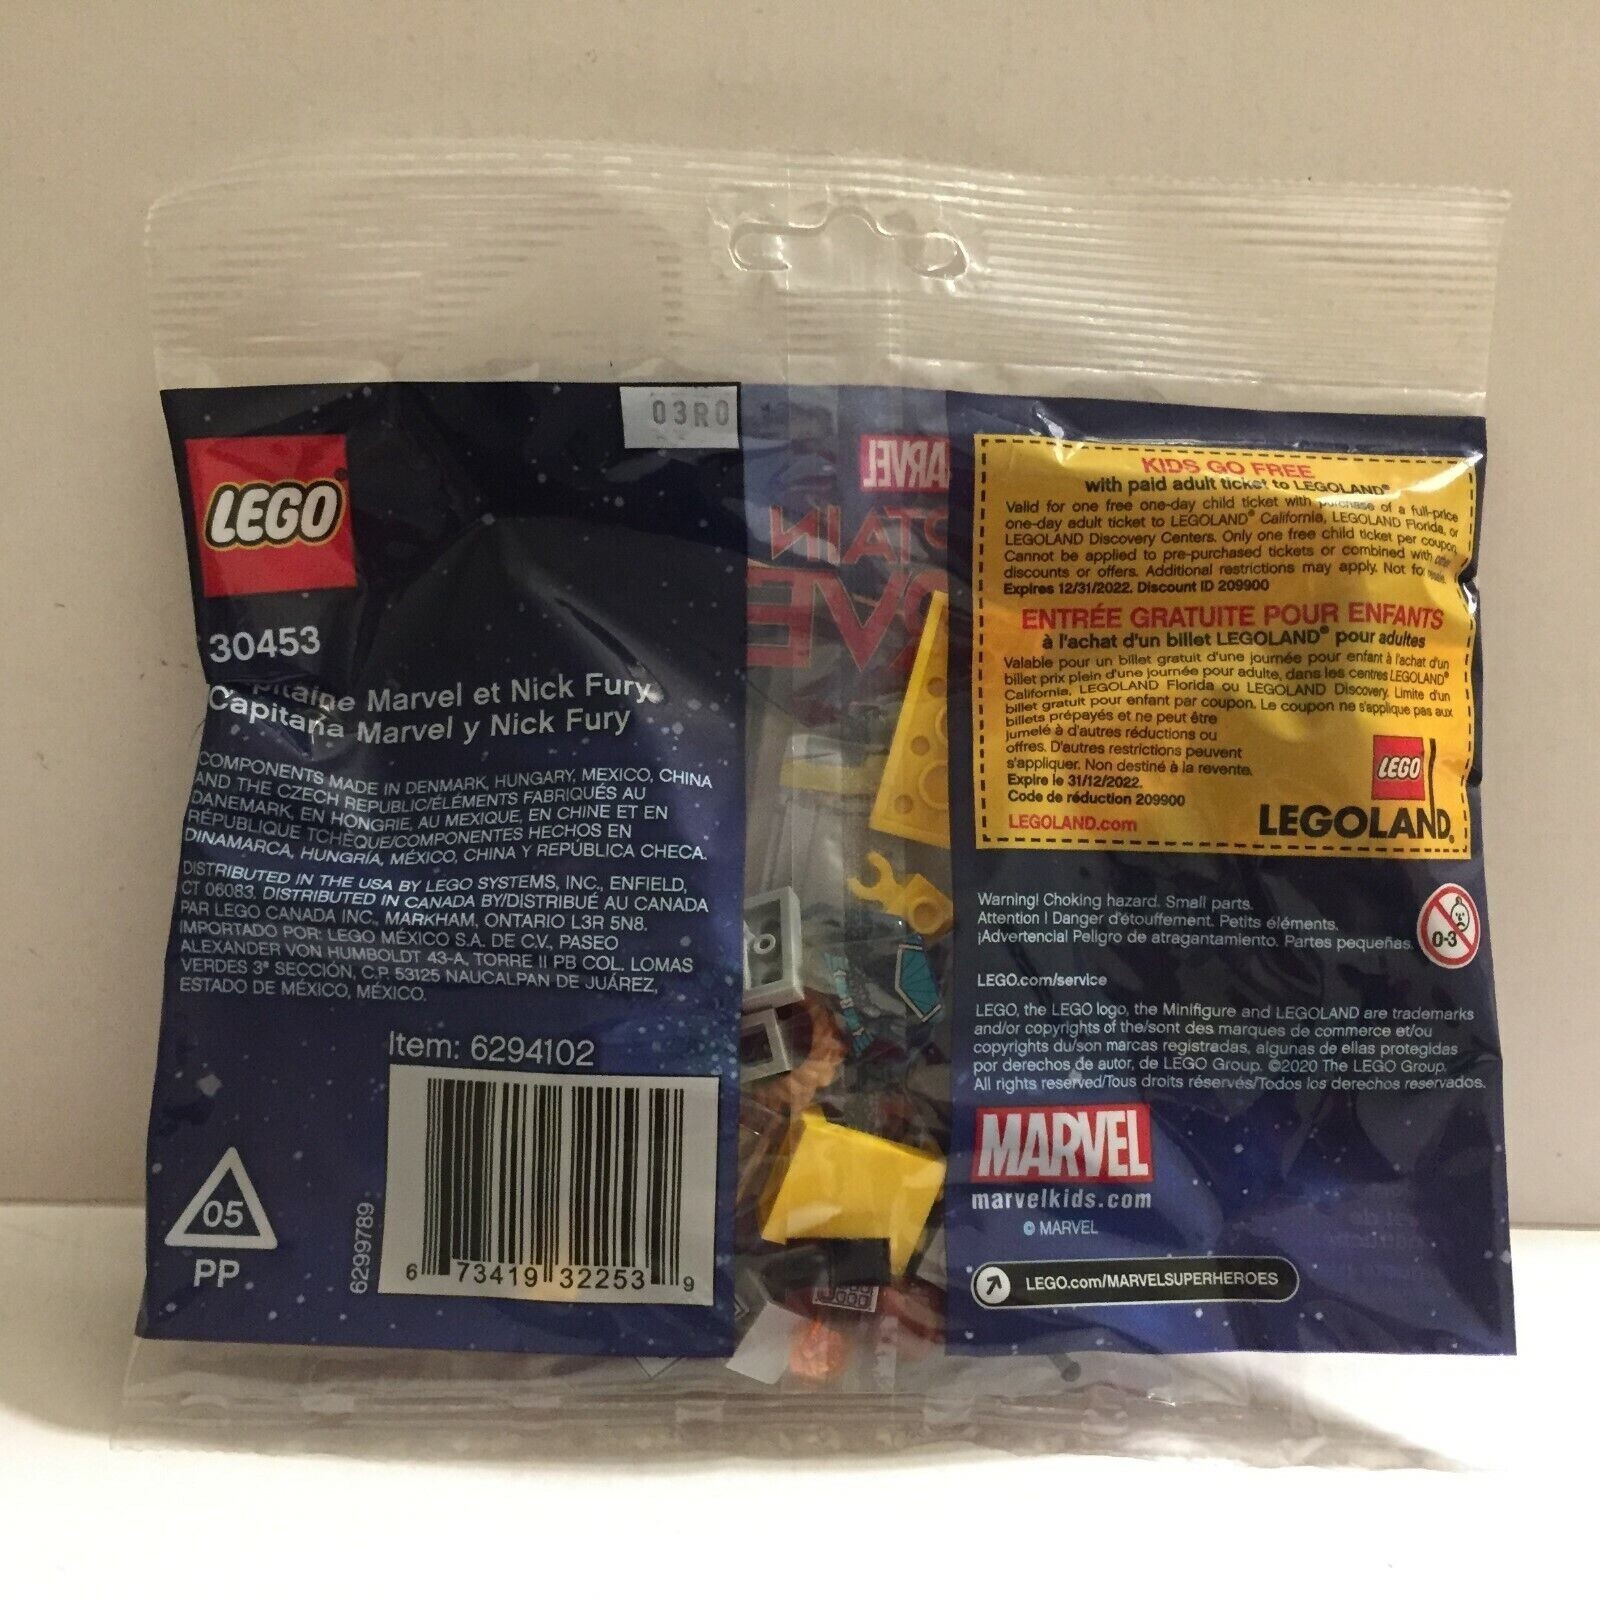 03R0
LEGO
30453
Marvel et Nick Fury
Capitana Marvel y Nick Fury
COMPONENTS MADE IN DENMARK, HUNGARY, MEXICO, CHINA
AND THE CZECH REPUBLIC/ÉLÉMENTS FABRIQUÉS AU
DANEMARK, EN HONGRIE, AU MEXIQUE, EN CHINE ET EN
RÉPUBLIQUE TCHÈQUE/COMPONENTES HECHOS EN
DINAMARCA, HUNGRÍA, MÉXICO, CHINA Y REPÚBLICA CHECA.
DISTRIBUTED IN THE USA BY LEGO SYSTEMS, INC., ENFIELD,
CT 06083. DISTRIBUTED IN CANADA BY/DISTRIBUÉ AU CANADA
PAR LEGO CANADA INC., MARKHAM, ONTARIO L3R 5N8.
IMPORTADO POR: LEGO MÉXICO S.A. DE C.V., PASEO
ALEXANDER VON HUMBOLDT 43-A, TORRE II PB COL. LOMAS
VERDES 3ª SECCIÓN, C.P. 53125 NAUCALPAN DE JUÁREZ,
ESTADO DE MÉXICO, MÉXICO.
Item: 6294102
05
PP
6299789
6 73419 32253 9
KIDS GO FREE
with paid adult ticket to LEGOLAND®
Valid for one free one-day child ticket with purchase of a full-price
one-day adult ticket to LEGOLAND® California, LEGOLAND Florida, or
LEGOLAND Discovery Centers. Only one free child ticket per coupon.
Cannot be applied to pre-purchased tickets or combined with other
discounts or offers. Additional restrictions may apply. Not for resale.
Expires 12/31/2022. Discount ID 209900
ENTRÉE GRATUITE POUR ENFANTS
à l'achat d'un billet LEGOLAND® pour adultes
Valable pour un billet gratuit d'une journée pour enfant à l'achat d'un
billet prix plein d'une journée pour adulte, dans les centres LEGOLAND®
California, LEGOLAND Florida ou LEGOLAND Discovery. Limite d'un
billet gratuit pour enfant par coupon. Le coupon ne s'applique pas aux
billets prépayés et ne peut être
jumelé à d'autres réductions ou
offres. D'autres restrictions peuvent
s'appliquer. Non destiné à la revente.
Expire le 31/12/2022.
Code de réduction 209900
LEGOLAND.com
LEGO
LEGOLAND®
Warning! Choking hazard. Small parts.
Attention ! Danger d'étouffement. Petits éléments.
¡Advertencia! Peligro de atragantamiento. Partes pequeñas.
0-3
LEGO.com/service
LEGO, the LEGO logo, the Minifigure and LEGOLAND are trademarks
and/or copyrights of the/sont des marques de commerce et/ou
copyrights du/son marcas registradas, algunas de ellas protegidas
por derechos de autor, de LEGO Group. ©2020 The LEGO Group.
All rights reserved/Tous droits réservés/Todos los derechos reservados.
MARVEL
marvelkids.com
© MARVEL
LEGO.com/MARVELSUPERHEROES